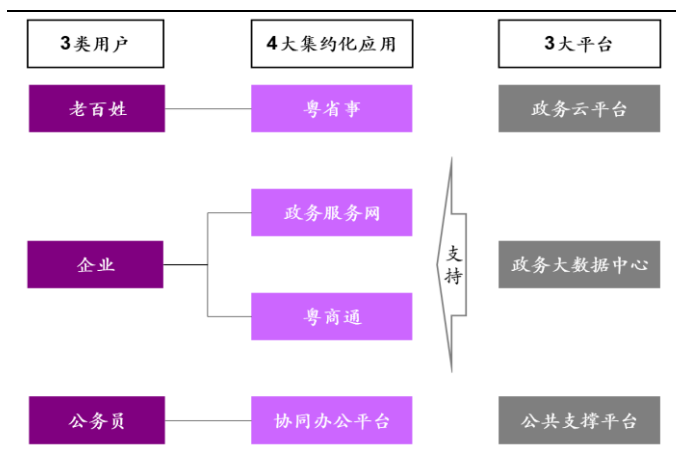 3类用户
4大集约化应用
3大平台
老百姓
粤省事
政务云平台
政务服务网
企业
支持
政务大数据中心
粤商通
公务员
协同办公平台
公共支撑平台